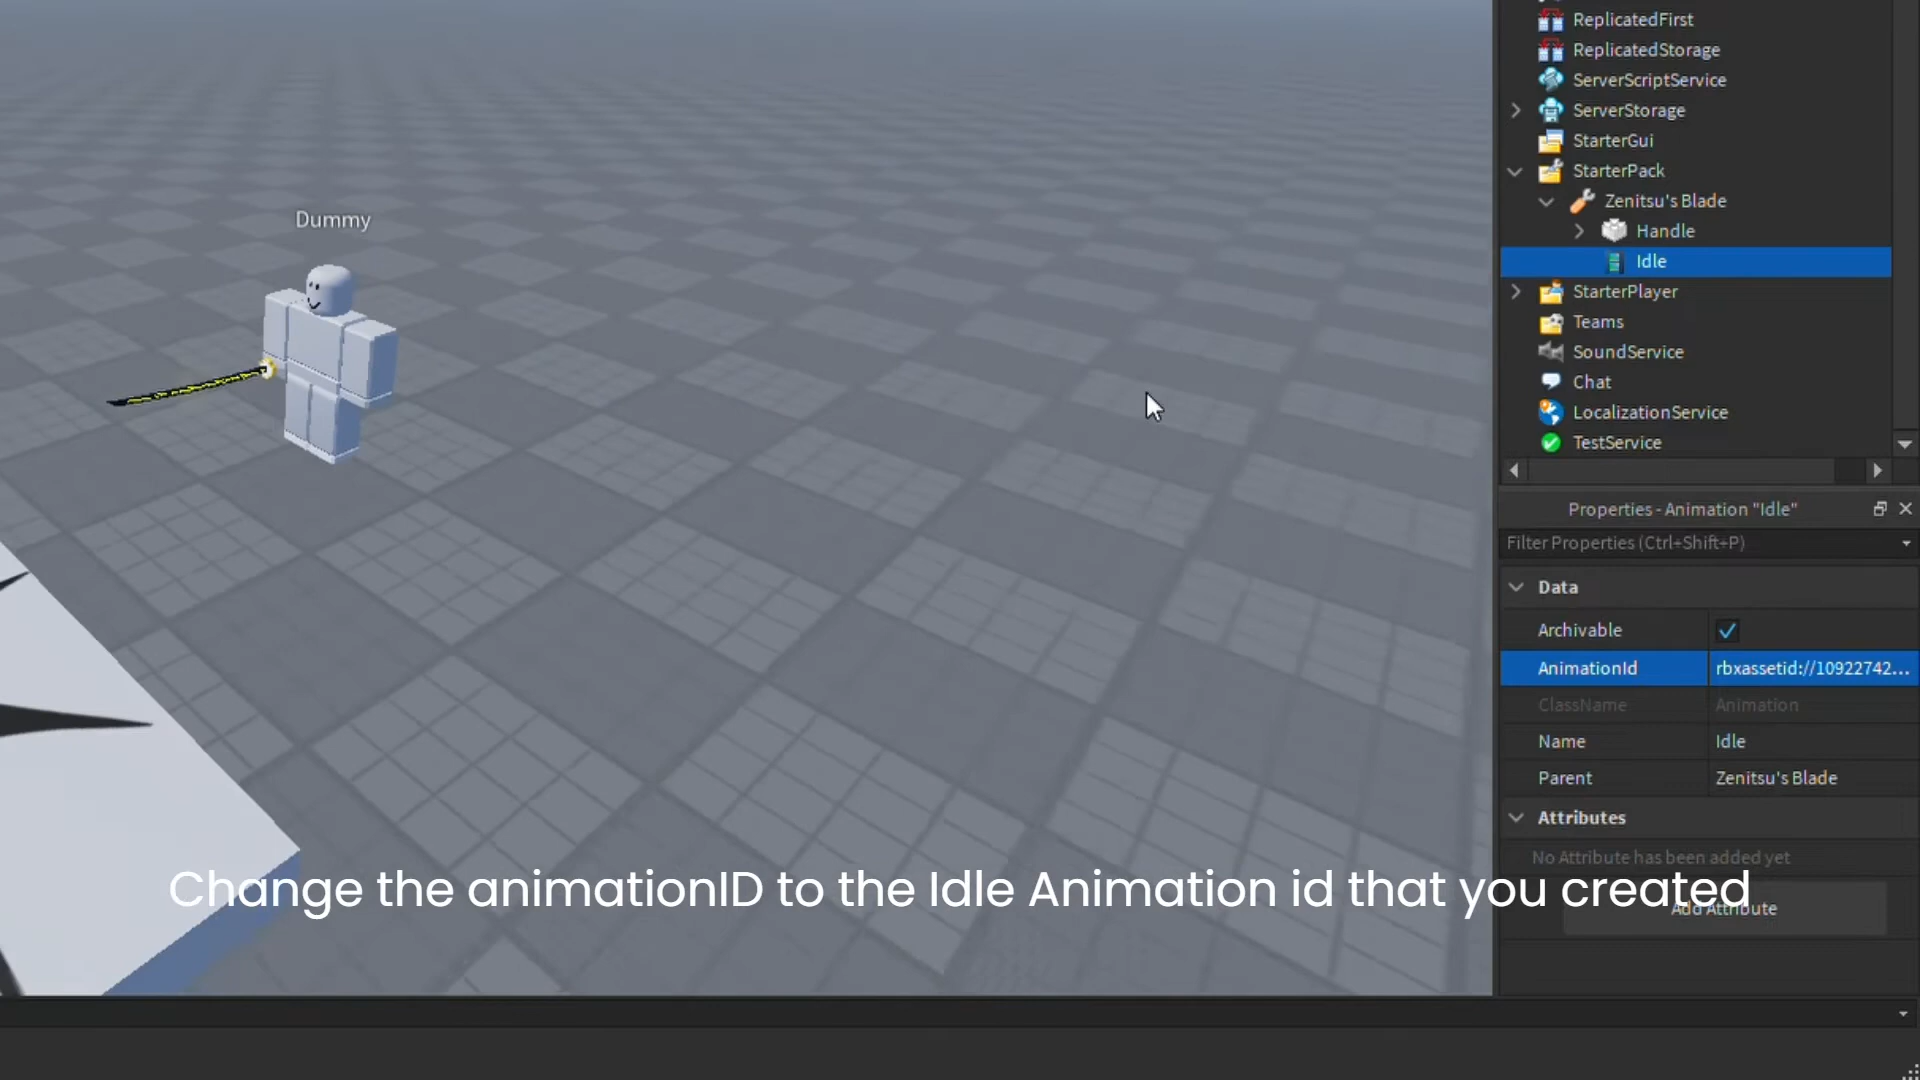 ReplicatedFirst
ReplicatedStorage
ServerScriptService
ServerStorage
StarterGui
StarterPack
Zenitsu's Blade
Handle
Idle
StarterPlayer
Teams
SoundService
Chat
LocalizationService
TestService
Dummy
Properties - Animation "Idle"
Filter Properties (Ctrl+Shift+P)
Data
Archivable
AnimationId rbxassetid://10922742...
ClassName Animation
Name Idle
Parent Zenitsu's Blade
Attributes
No Attribute has been added yet
Add Attribute
Change the animationID to the Idle Animation id that you created